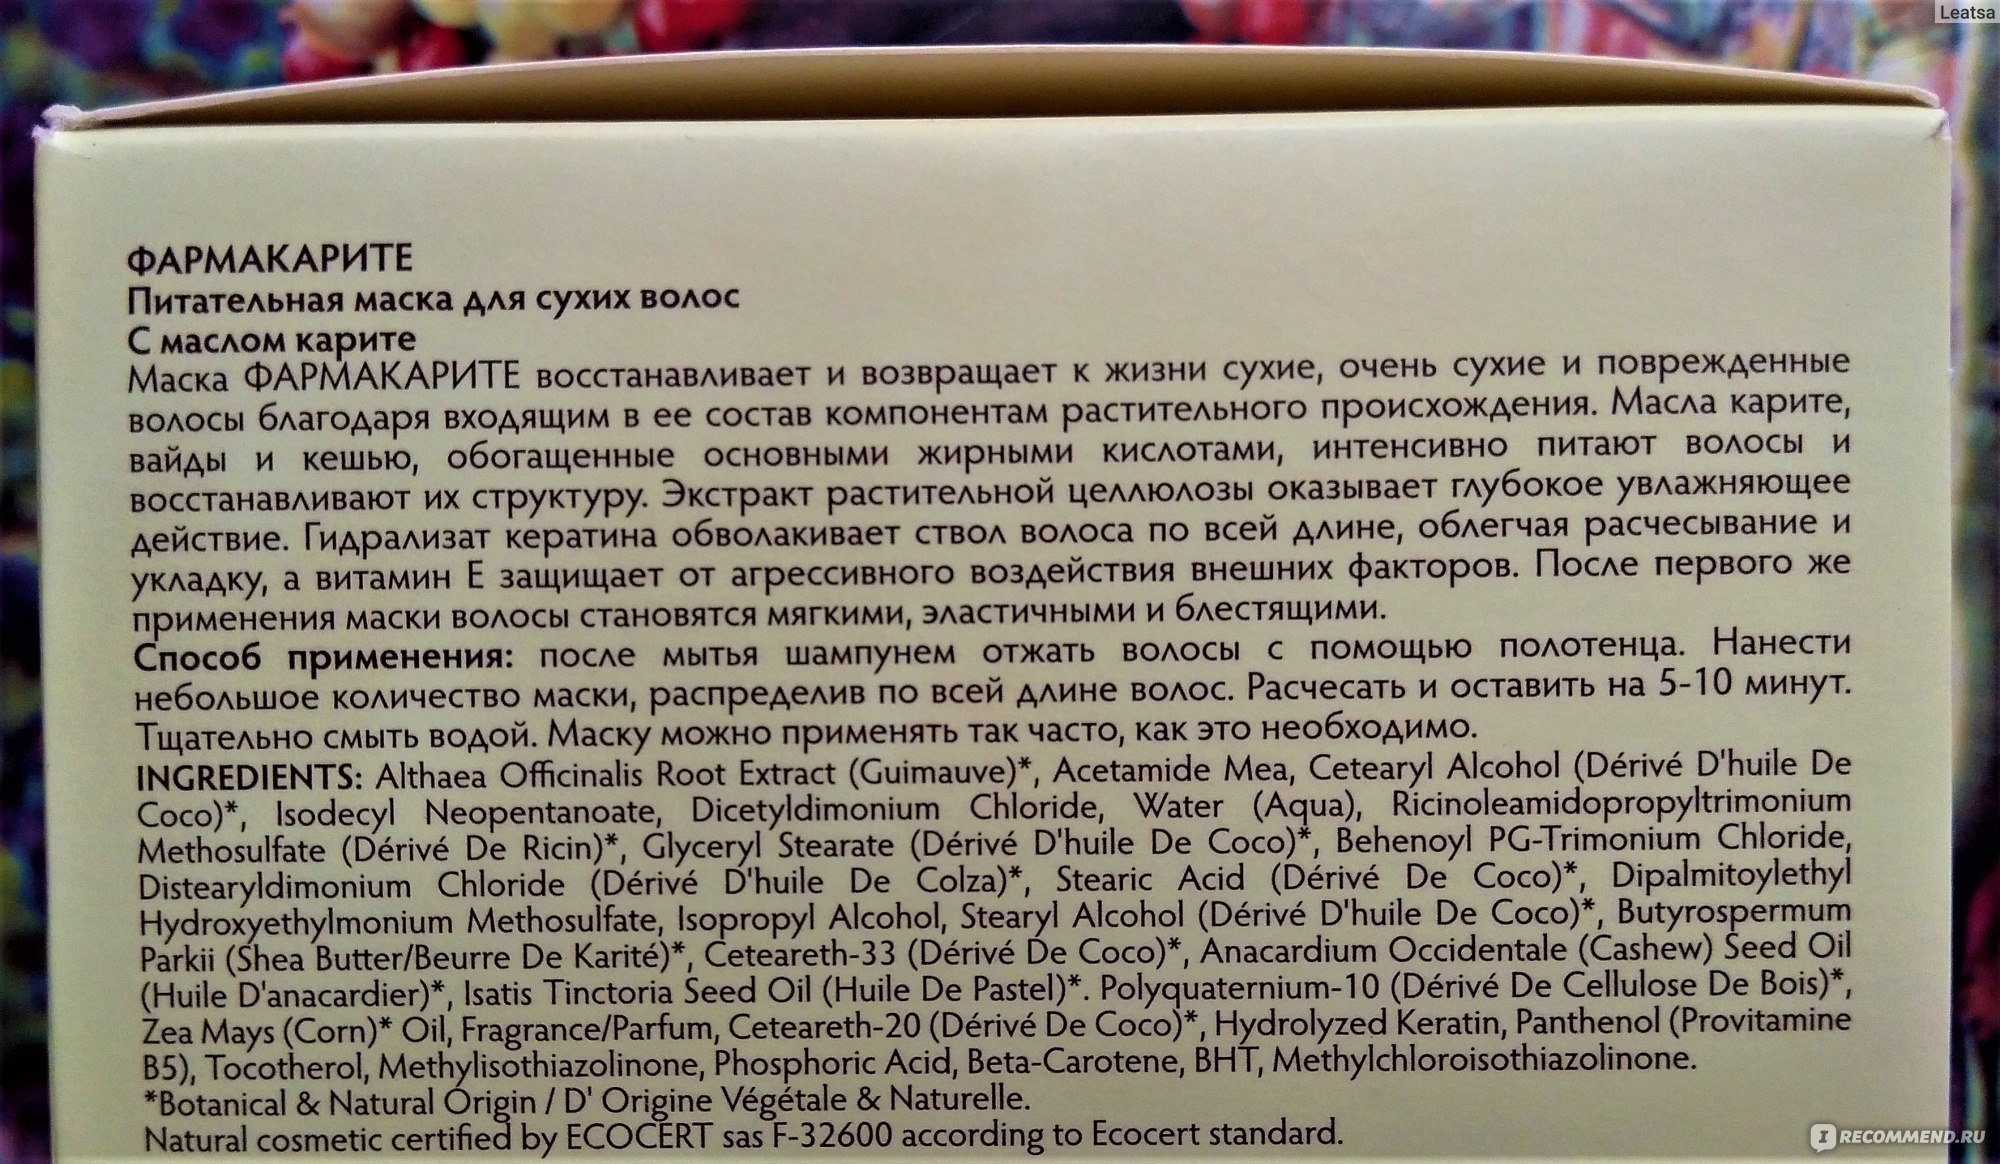 Leatsa
ФАРМАКАРИТЕ
Питательная маска для сухих волос
С маслом карите
Маска ФАРМАКАРИТЕ восстанавливает и возвращает к жизни сухие, очень сухие и поврежденные
волосы благодаря входящим в ее состав компонентам растительного происхождения. Масла карите,
вайды и кешью, обогащенные основными жирными кислотами, интенсивно питают волосы и
восстанавливают их структуру. Экстракт растительной целлюлозы оказывает глубокое увлажняющее
действие. Гидрализат кератина обволакивает ствол волоса по всей длине, облегчая расчесывание и
укладку, а витамин Е защищает от агрессивного воздействия внешних факторов. После первого же
применения маски волосы становятся мягкими, эластичными и блестящими.
Способ применения: после мытья шампунем отжать волосы с помощью полотенца. Нанести
небольшое количество маски, распределив по всей длине волос. Расчесать и оставить на 5-10 минут.
Тщательно смыть водой. Маску можно применять так часто, как это необходимо.
INGREDIENTS: Althaea Officinalis Root Extract (Guimauve)*, Acetamide Mea, Cetearyl Alcohol (Dérivé D'huile De
Coco)*, Isodecyl Neopentanoate, Dicetyldimonium Chloride, Water (Aqua), Ricinoleamidopropyltrimonium
Methosulfate (Dérivé De Ricin)*, Glyceryl Stearate (Dérivé D'huile De Coco)*, Behenoyl PG-Trimonium Chloride,
Distearyldimonium Chloride (Dérivé D'huile De Colza)*, Stearic Acid (Dérivé De Coco)*, Dipalmitoylethyl
Hydroxyethylmonium Methosulfate, Isopropyl Alcohol, Stearyl Alcohol (Dérivé D'huile De Coco)*, Butyrospermum
Parkii (Shea Butter/Beurre De Karité)*, Ceteareth-33 (Dérivé De Coco)*, Anacardium Occidentale (Cashew) Seed Oil
(Huile D'anacardier)*, Isatis Tinctoria Seed Oil (Huile De Pastel)*. Polyquaternium-10 (Dérivé De Cellulose De Bois)*,
Zea Mays (Corn)* Oil, Fragrance/Parfum, Ceteareth-20 (Dérivé De Coco)*, Hydrolyzed Keratin, Panthenol (Provitamine
B5), Tocotherol, Methylisothiazolinone, Phosphoric Acid, Beta-Carotene, BHT, Methylchloroisothiazolinone.
*Botanical & Natural Origin / D' Origine Végétale & Naturelle.
Natural cosmetic certified by ECOCERT sas F-32600 according to Ecocert standard.
I RECOMMEND.RU